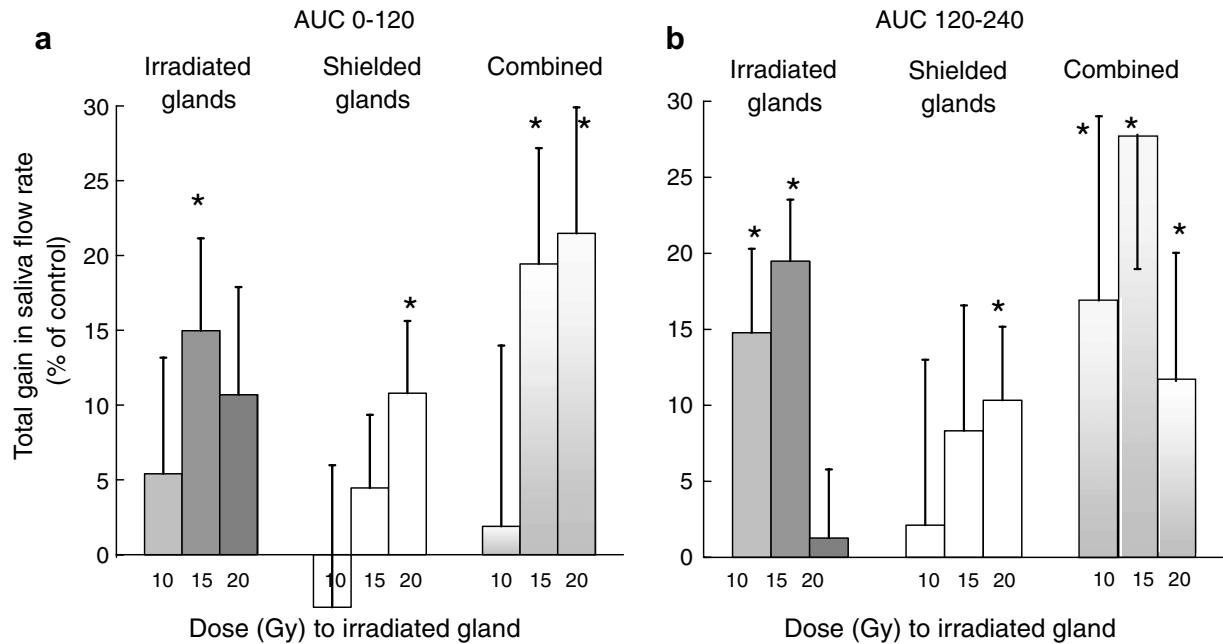 AUC 0-120
a
Irradiated glands
Shielded glands
Combined
Total gain in saliva flow rate
(% of control)
30
25
20
15
10
5
0
*
*
*
*
10 15 20
10 15 20
10 15 20
Dose (Gy) to irradiated gland
AUC 120-240
b
Irradiated glands
Shielded glands
Combined
30
25
20
15
10
5
0
*
*
*
*
*
*
10 15 20
10 15 20
10 15 20
Dose (Gy) to irradiated gland